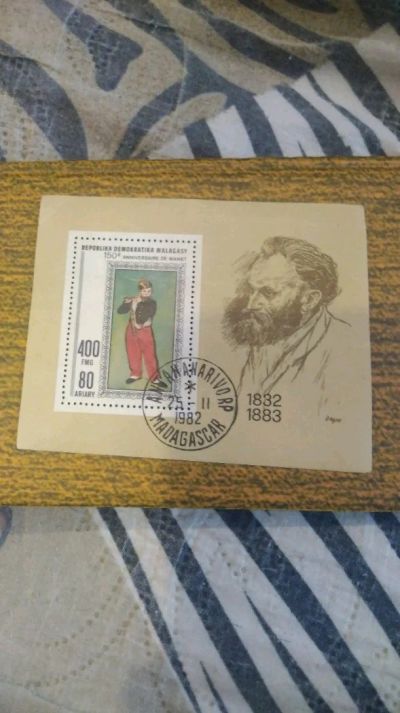 REPOBLIKA DEMOKRATIKA MALAGASY
150e ANNIVERSAIRE DE MANET
400
FMG
80
ARIARY
ANTANANARIVO RP
*
25-11
1982
MADAGASCAR
1832
1883